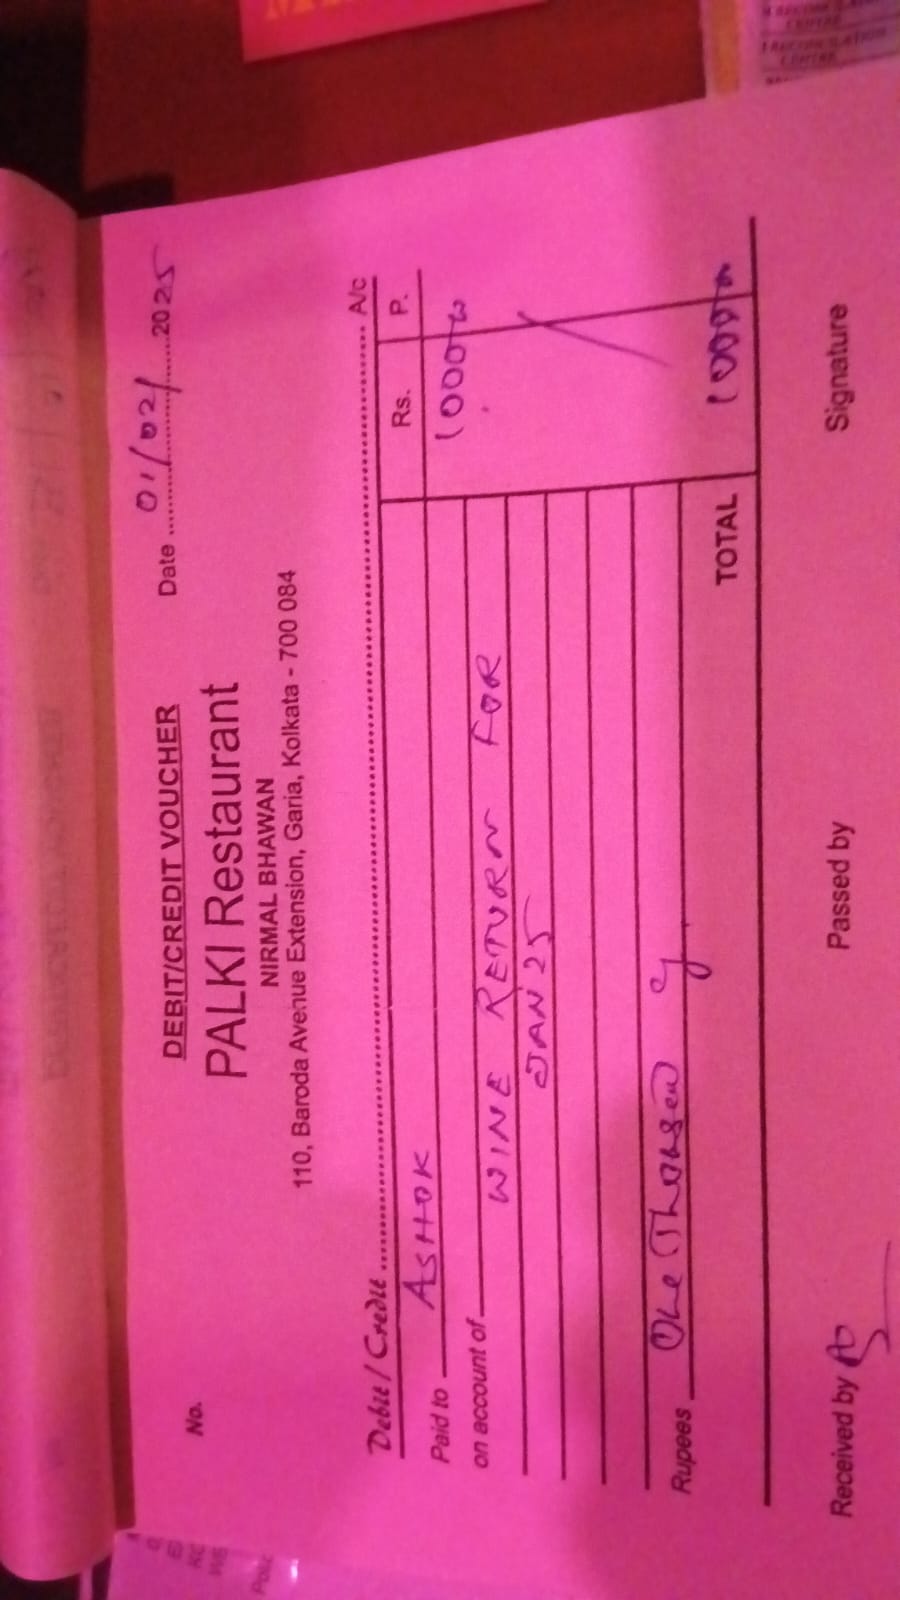 DEBIT/CREDIT VOUCHER
No.
Date 01/02/2025
PALKI Restaurant
NIRMAL BHAWAN
110, Baroda Avenue Extension, Garia, Kolkata - 700 084
Debit / Credit A/c
Rs. P.
Paid to ASHOK 1000
on account of WINE RETURN FOR
JAN 25
Rupees One Thousen
TOTAL 1000
Received by
Passed by
Signature